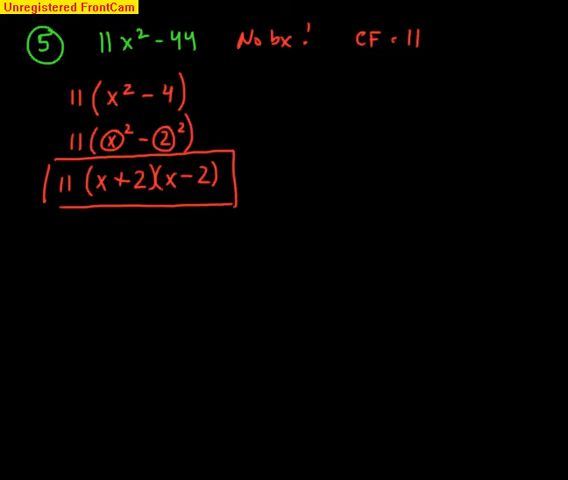 Unregistered FrontCam
5 11x² - 44 No bx! CF = 11
11(x² - 4)
11(x² - 2²)
11(x + 2)(x - 2)